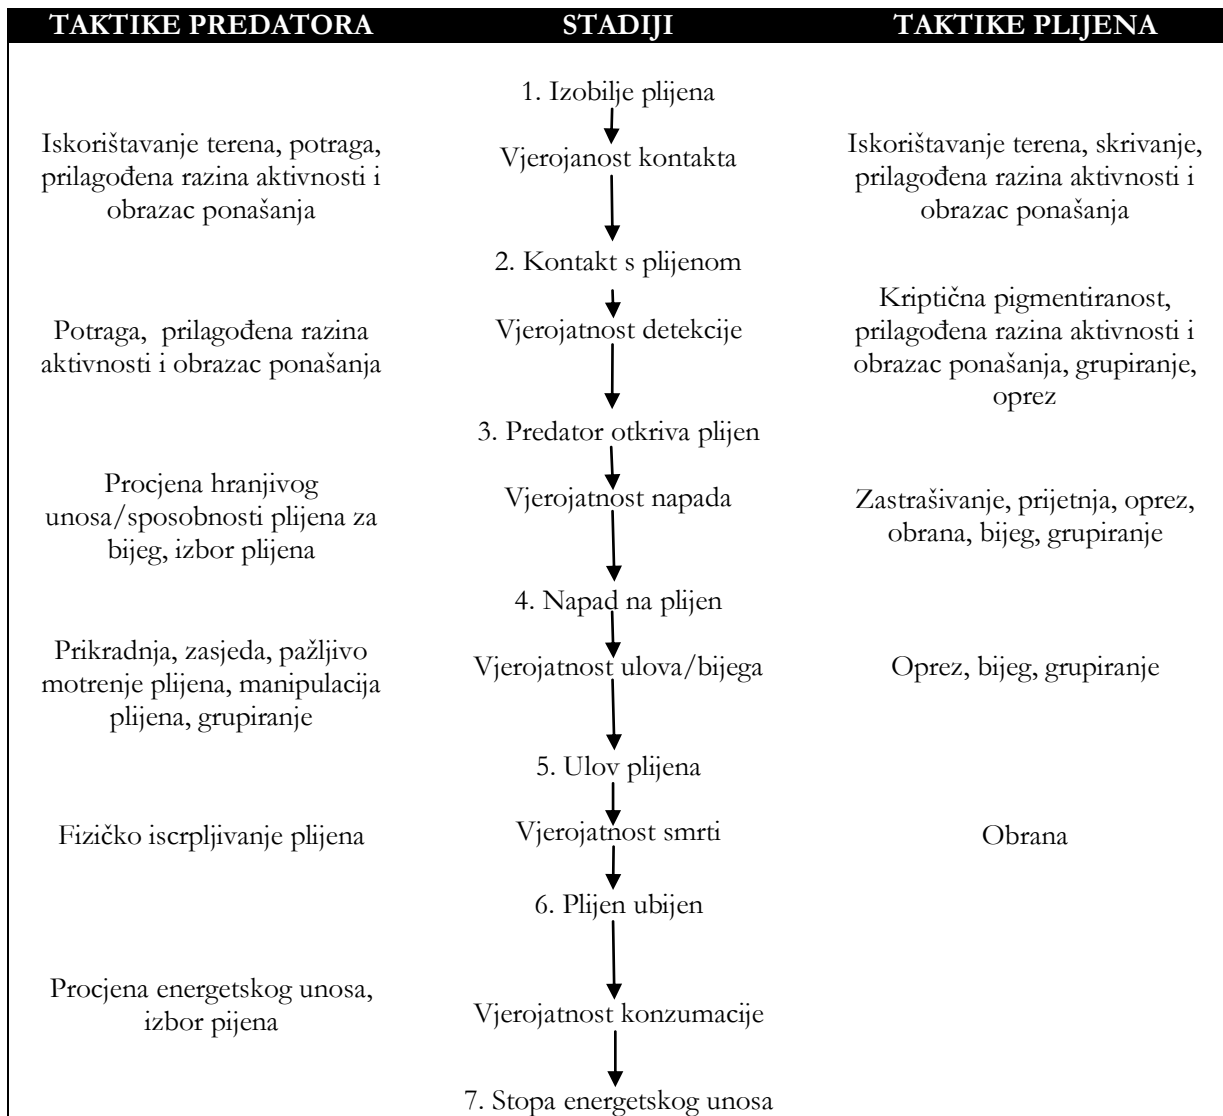 TAKTIKE PREDATORA STADIJI TAKTIKE PLIJENA
1. Izobilje plijena
Iskorištavanje terena, potraga,
prilagođena razina aktivnosti i
obrazac ponašanja
Vjerojanost kontakta
Iskorištavanje terena, skrivanje,
prilagođena razina aktivnosti i
obrazac ponašanja
2. Kontakt s plijenom
Potraga, prilagođena razina
aktivnosti i obrazac ponašanja
Vjerojatnost detekcije
Kriptična pigmentiranost,
prilagođena razina aktivnosti i
obrazac ponašanja, grupiranje,
oprez
3. Predator otkriva plijen
Procjena hranjivog
unosa/sposobnosti plijena za
bijeg, izbor plijena
Vjerojatnost napada
Zastrašivanje, prijetnja, oprez,
obrana, bijeg, grupiranje
4. Napad na plijen
Prikradnja, zasjeda, pažljivo
motrenje plijena, manipulacija
plijena, grupiranje
Vjerojatnost ulova/bijega
Oprez, bijeg, grupiranje
5. Ulov plijena
Fizičko iscrpljivanje plijena
Vjerojatnost smrti
Obrana
6. Plijen ubijen
Procjena energetskog unosa,
izbor pijena
Vjerojatnost konzumacije
7. Stopa energetskog unosa